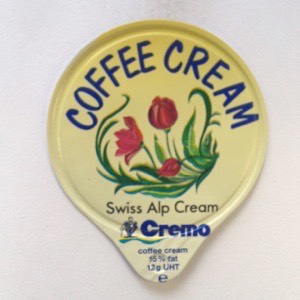 COFFEE CREAM
Swiss Alp Cream
Cremo
coffee cream
15% fat
12g UHT
e